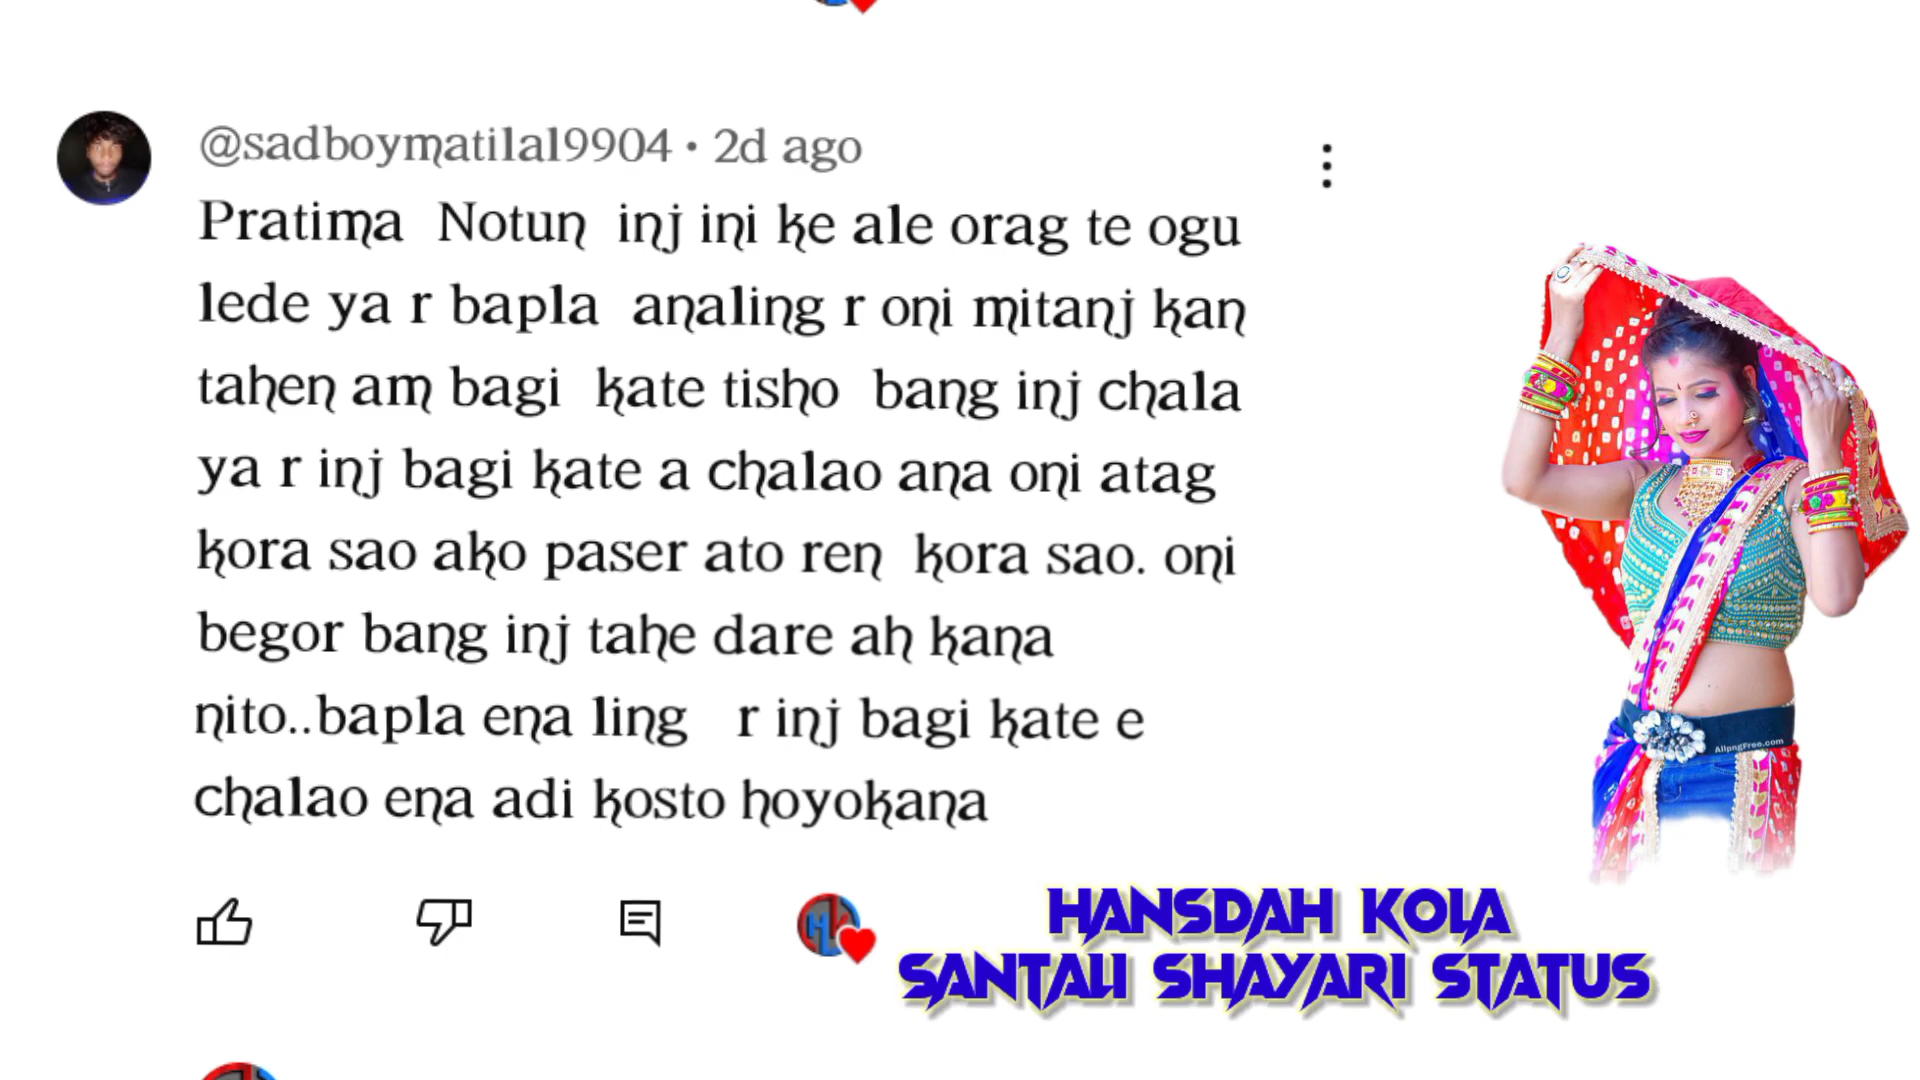 @sadboymatilal9904 · 2d ago
Pratima Notun inj ini ke ale orag te ogu
lede ya r bapla analing r oni mitanj kan
tahen am bagi kate tisho bang inj chala
ya r inj bagi kate a chalao ana oni atag
kora sao ako paser ato ren kora sao. oni
begor bang inj tahe dare ah kana
nito..bapla ena ling r inj bagi kate e
chalao ena adi kosto hoyokana
AllpngFree.com
HANSDAH KOLA
SANTALI SHAYARI STATUS